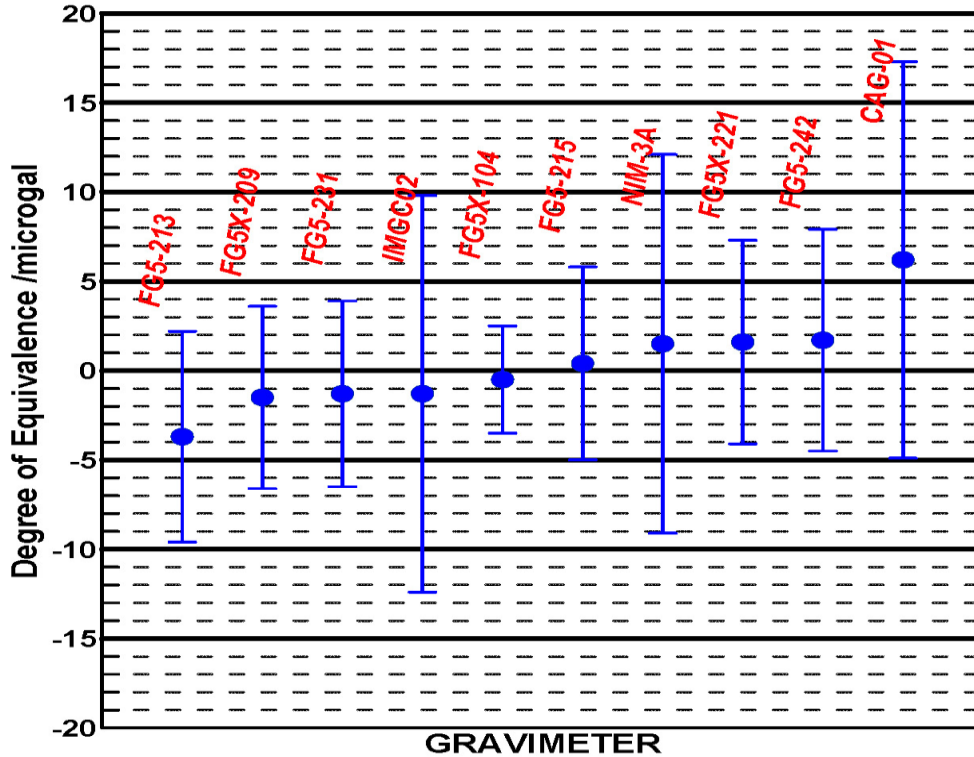 Degree of Equivalence /microgal
20
15
10
5
0
-5
-10
-15
-20
FG5-213
FG5X-209
FG5-231
IMGC02
FG5X-104
FG5-215
NIM-3A
FG5X-221
FG5-242
CAG-01
GRAVIMETER